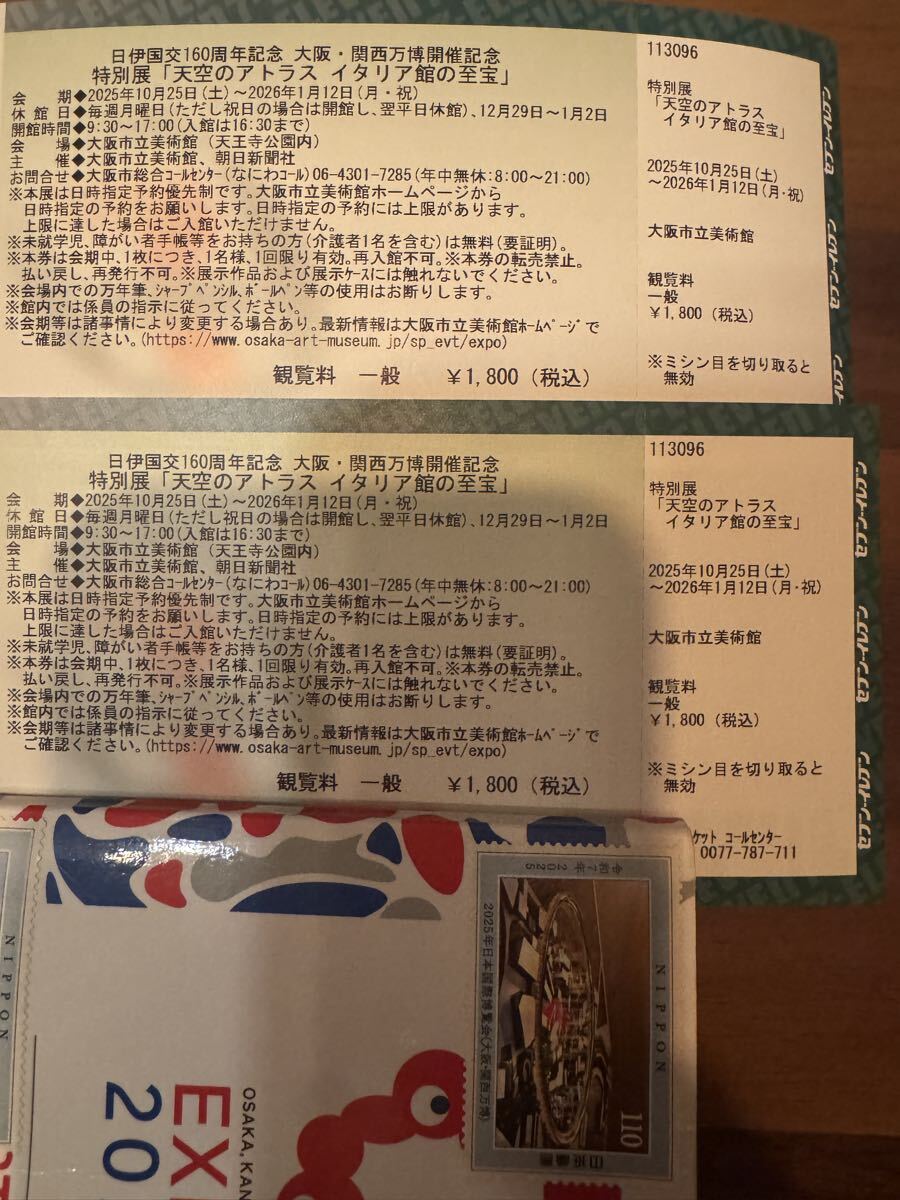 日伊国交160周年記念 大阪・関西万博開催記念
特別展「天空のアトラス イタリア館の至宝」
会　　期◆2025年10月25日(土)～2026年1月12日(月・祝)
休 館 日◆毎週月曜日(ただし祝日の場合は開館し、翌平日休館)、12月29日～1月2日
開館時間◆9:30～17:00(入館は16:30まで)
会　　場◆大阪市立美術館 (天王寺公園内)
主　　催◆大阪市立美術館、朝日新聞社
お問合せ◆大阪市総合コールセンター(なにわコール)06-4301-7285(年中無休:8:00～21:00)
※本展は日時指定予約優先制です。大阪市立美術館ホームページから
日時指定の予約をお願いします。日時指定の予約には上限があります。
上限に達した場合はご入館いただけません。
※未就学児、障がい者手帳等をお持ちの方(介護者1名を含む)は無料(要証明)。
※本券は会期中、1枚につき、1名様、1回限り有効。再入館不可。※本券の転売禁止。
払い戻し、再発行不可。※展示作品および展示ケースには触れないでください。
※会場内での万年筆、シャープペンシル、ボールペン等の使用はお断りします。
※館内では係員の指示に従ってください。
※会期等は諸事情により変更する場合あり。最新情報は大阪市立美術館ホームページで
ご確認ください。(https://www.osaka-art-museum.jp/sp_evt/expo)
観覧料　一般　　￥1,800 (税込)
113096
特別展
「天空のアトラス
イタリア館の至宝」
2025年10月25日(土)
～2026年1月12日(月・祝)
大阪市立美術館
観覧料
一般
￥1,800 (税込)
※ミシン目を切り取ると
無効
セブン-イレブン
セブン-イレブン
日伊国交160周年記念 大阪・関西万博開催記念
特別展「天空のアトラス イタリア館の至宝」
会　　期◆2025年10月25日(土)～2026年1月12日(月・祝)
休 館 日◆毎週月曜日(ただし祝日の場合は開館し、翌平日休館)、12月29日～1月2日
開館時間◆9:30～17:00(入館は16:30まで)
会　　場◆大阪市立美術館 (天王寺公園内)
主　　催◆大阪市立美術館、朝日新聞社
お問合せ◆大阪市総合コールセンター(なにわコール)06-4301-7285(年中無休:8:00～21:00)
※本展は日時指定予約優先制です。大阪市立美術館ホームページから
日時指定の予約をお願いします。日時指定の予約には上限があります。
上限に達した場合はご入館いただけません。
※未就学児、障がい者手帳等をお持ちの方(介護者1名を含む)は無料(要証明)。
※本券は会期中、1枚につき、1名様、1回限り有効。再入館不可。※本券の転売禁止。
払い戻し、再発行不可。※展示作品および展示ケースには触れないでください。
※会場内での万年筆、シャープペンシル、ボールペン等の使用はお断りします。
※館内では係員の指示に従ってください。
※会期等は諸事情により変更する場合あり。最新情報は大阪市立美術館ホームページで
ご確認ください。(https://www.osaka-art-museum.jp/sp_evt/expo)
観覧料　一般　　￥1,800 (税込)
113096
特別展
「天空のアトラス
イタリア館の至宝」
2025年10月25日(土)
～2026年1月12日(月・祝)
大阪市立美術館
観覧料
一般
￥1,800 (税込)
※ミシン目を切り取ると
無効
ケット コールセンター
0077-787-711
セブン-イレブン
セブン-イレブン
セブン-イレブン
令和7年 2025
2025年日本国際博覧会(大阪・関西万博)
NIPPON
110
日本郵便
NIPPON
OSAKA, KAN
EX
20